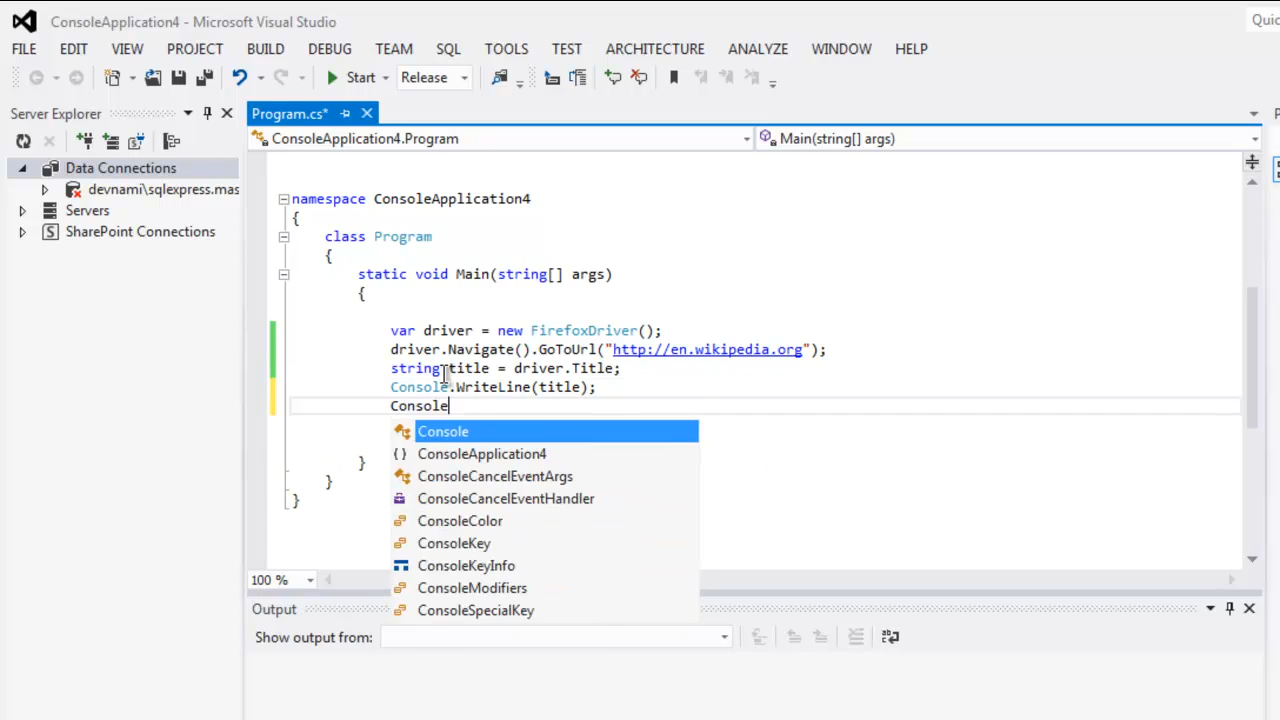 ConsoleApplication4 - Microsoft Visual Studio
Quic
FILE EDIT VIEW PROJECT BUILD DEBUG TEAM SQL TOOLS TEST ARCHITECTURE ANALYZE WINDOW HELP
Start Release
Server Explorer
Program.cs*
P
ConsoleApplication4.Program
Main(string[] args)
Data Connections
devnami\sqlexpress.mas
Servers
SharePoint Connections
namespace ConsoleApplication4
{
class Program
{
static void Main(string[] args)
{
var driver = new FirefoxDriver();
driver.Navigate().GoToUrl("http://en.wikipedia.org");
string title = driver.Title;
Console.WriteLine(title);
Console
Console
{ } ConsoleApplication4
ConsoleCancelEventArgs
ConsoleCancelEventHandler
ConsoleColor
ConsoleKey
ConsoleKeyInfo
ConsoleModifiers
ConsoleSpecialKey
}
}
}
100 %
Output
Show output from: